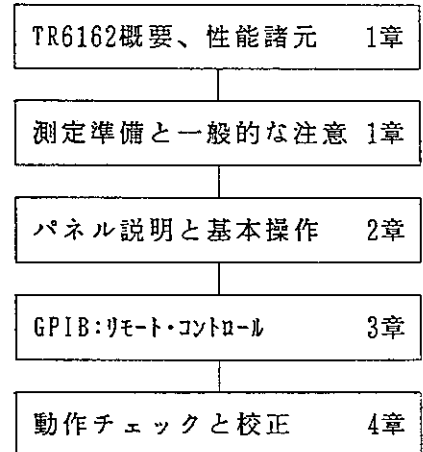 TR6162概要、性能諸元 1章
測定準備と一般的な注意 1章
パネル説明と基本操作 2章
GPIB:ﾘﾓｰﾄ･ｺﾝﾄﾛｰﾙ 3章
動作チェックと校正 4章